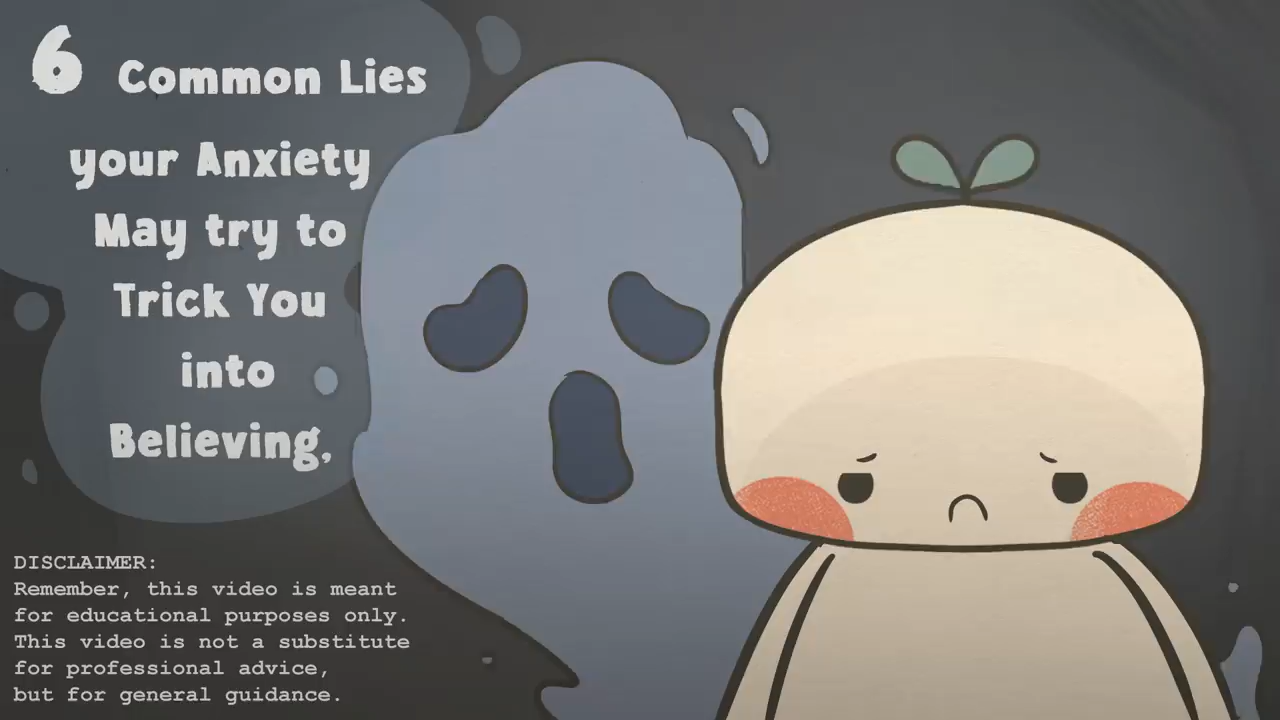 6 Common Lies
your Anxiety
May try to
Trick You
into
Believing,
DISCLAIMER:
Remember, this video is meant
for educational purposes only.
This video is not a substitute
for professional advice,
but for general guidance.